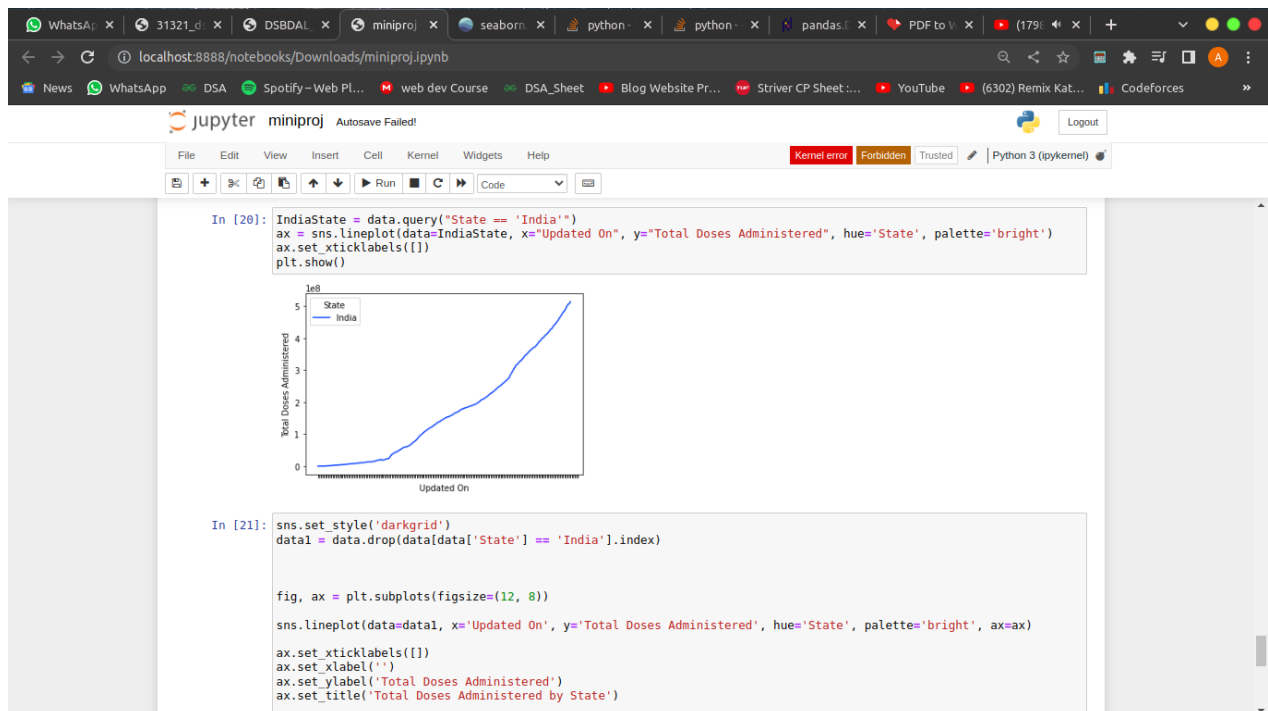 WhatsAp
31321_ds
DSBDAL_
miniproj
seaborn.
python -
python -
pandas.D
PDF to W
(1798
localhost:8888/notebooks/Downloads/miniproj.ipynb
A
News
WhatsApp
DSA
Spotify – Web Pl...
web dev Course
DSA_Sheet
Blog Website Pr...
Striver CP Sheet :...
YouTube
(6302) Remix Kat...
Codeforces
»
jupyter miniproj Autosave Failed!
Logout
File Edit View Insert Cell Kernel Widgets Help
Kernel error Forbidden Trusted Python 3 (ipykernel)
Run Code
In [20]: IndiaState = data.query("State == 'India'")
ax = sns.lineplot(data=IndiaState, x="Updated On", y="Total Doses Administered", hue='State', palette='bright')
ax.set_xticklabels([])
plt.show()
1e8
State
India
5
4
3
2
1
0
Total Doses Administered
Updated On
In [21]: sns.set_style('darkgrid')
data1 = data.drop(data[data['State'] == 'India'].index)
fig, ax = plt.subplots(figsize=(12, 8))
sns.lineplot(data=data1, x='Updated On', y='Total Doses Administered', hue='State', palette='bright', ax=ax)
ax.set_xticklabels([])
ax.set_xlabel('')
ax.set_ylabel('Total Doses Administered')
ax.set_title('Total Doses Administered by State')